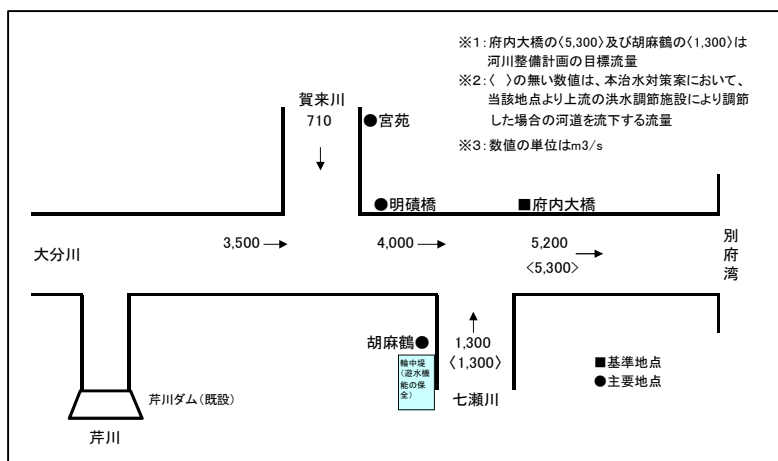 ※1：府内大橋の〈5,300〉及び胡麻鶴の〈1,300〉は
河川整備計画の目標流量
※2：〈　〉の無い数値は、本治水対策案において、
当該地点より上流の洪水調節施設により調節
した場合の河道を流下する流量
※3：数値の単位はm3/s
賀来川
710
●宮苑
↓
●明磧橋
■府内大橋
大分川
3,500→
4,000→
5,200
→
〈5,300〉
別府湾
胡麻鶴●
↑
1,300
〈1,300〉
輪中堤
（遊水機
能の保
全）
七瀬川
■基準地点
●主要地点
芹川ダム（既設）
芹川